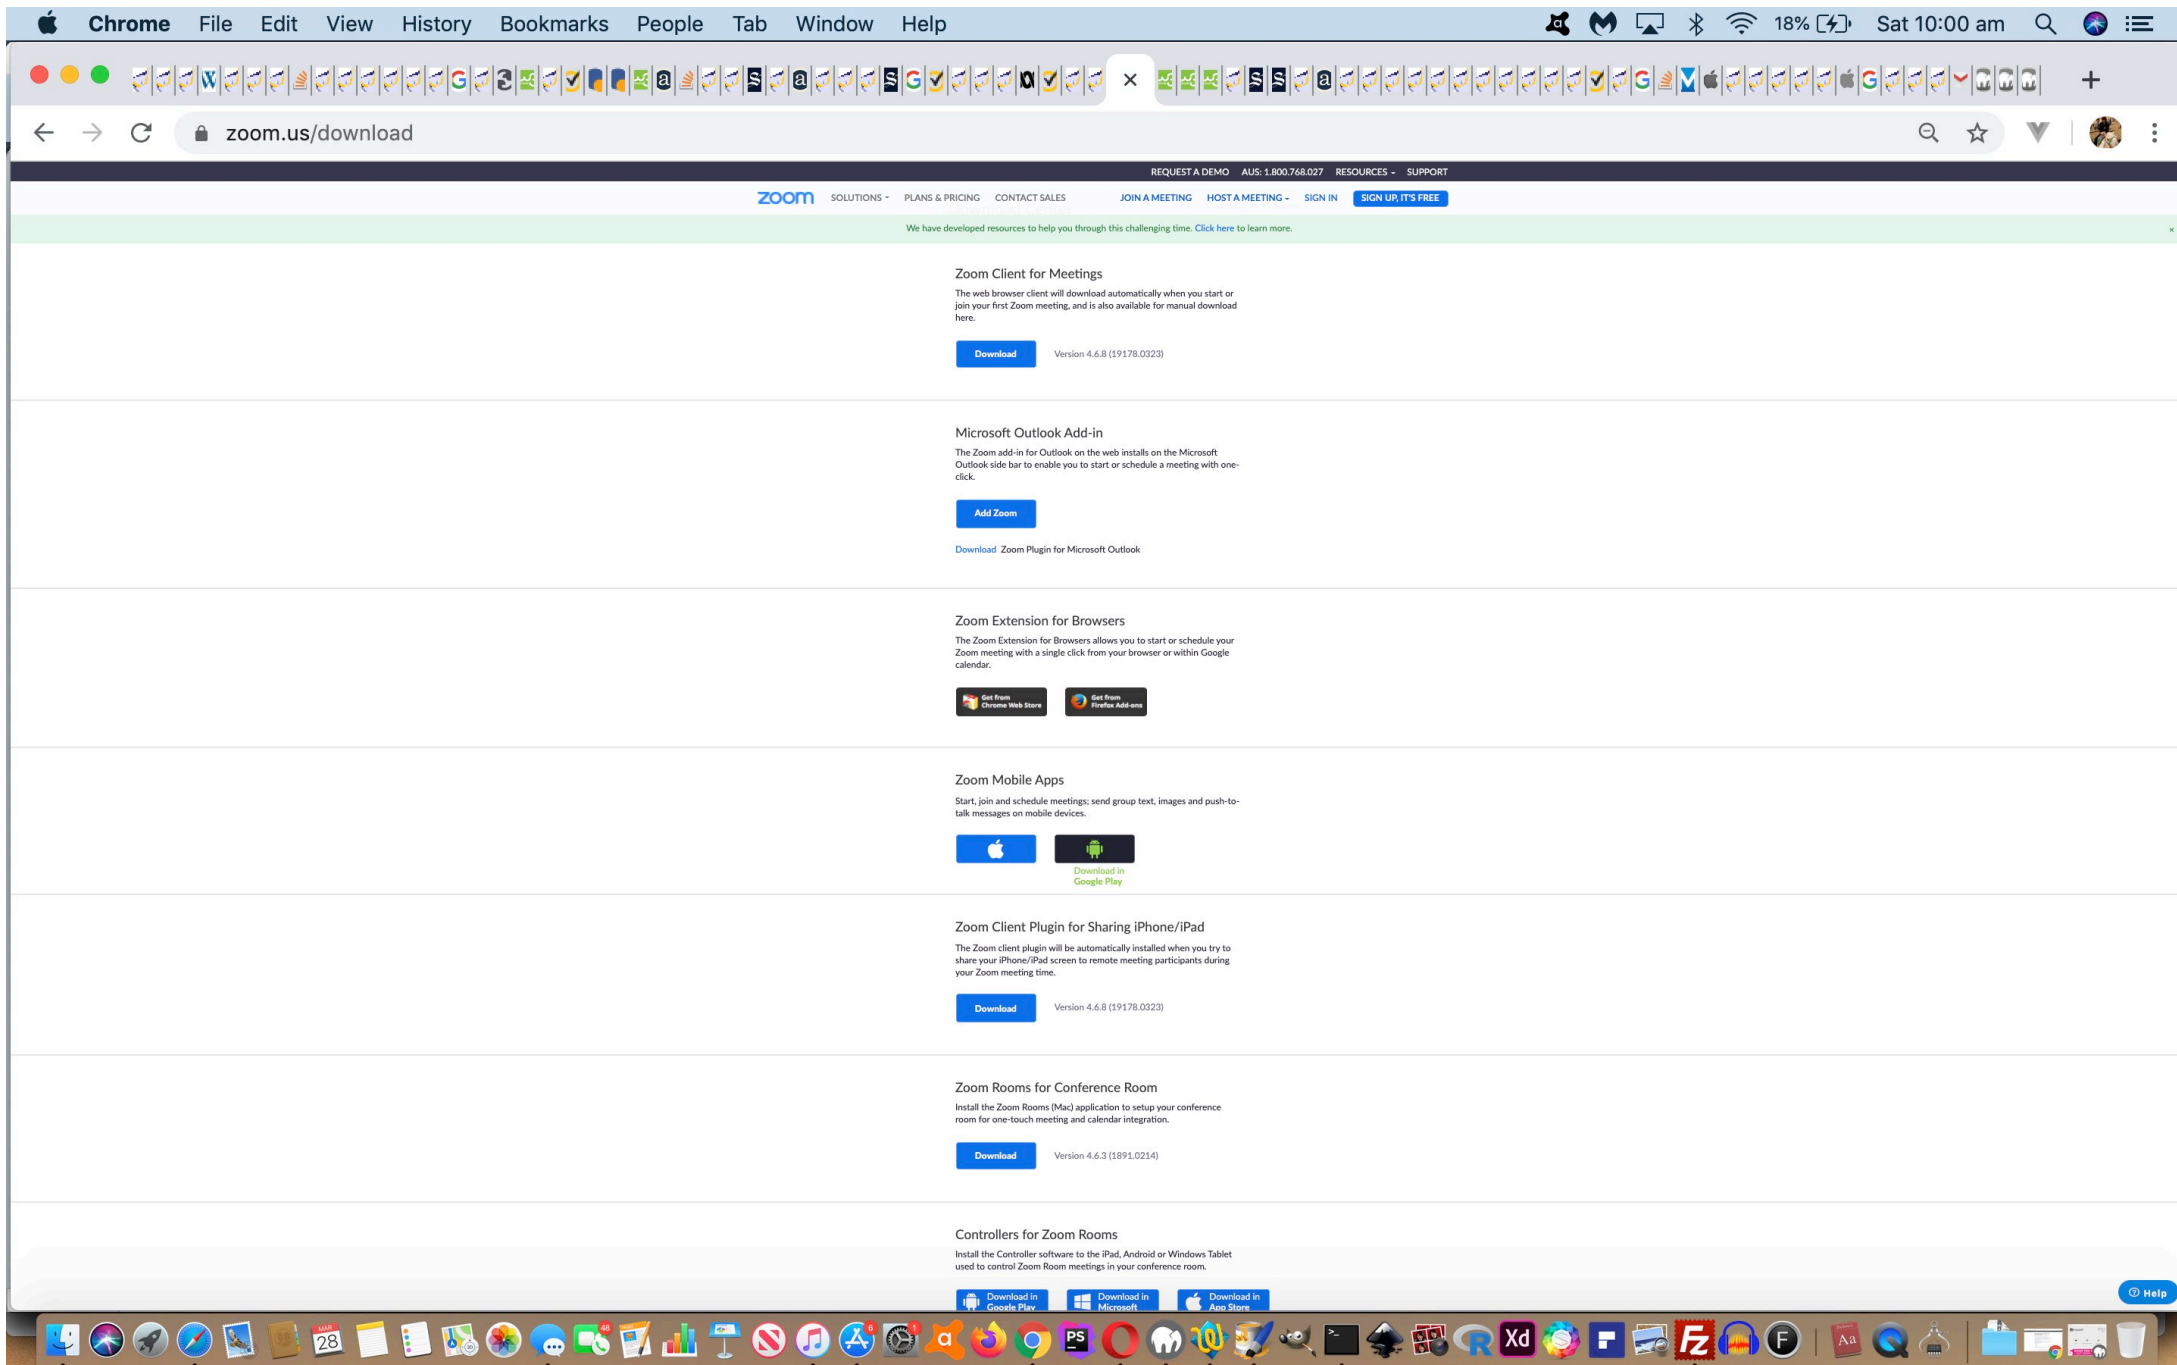 Chrome File Edit View History Bookmarks People Tab Window Help 18% Sat 10:00 am
zoom.us/download
REQUEST A DEMO AUS: 1.800.768.027 RESOURCES SUPPORT
zoom SOLUTIONS PLANS & PRICING CONTACT SALES JOIN A MEETING HOST A MEETING SIGN IN SIGN UP, IT'S FREE
We have developed resources to help you through this challenging time. Click here to learn more.
Zoom Client for Meetings
The web browser client will download automatically when you start or
join your first Zoom meeting, and is also available for manual download
here.
Download Version 4.6.8 (19178.0323)
Microsoft Outlook Add-in
The Zoom add-in for Outlook on the web installs on the Microsoft
Outlook side bar to enable you to start or schedule a meeting with one-
click.
Add Zoom
Download Zoom Plugin for Microsoft Outlook
Zoom Extension for Browsers
The Zoom Extension for Browsers allows you to start or schedule your
Zoom meeting with a single click from your browser or within Google
calendar.
Get from Get from
Chrome Web Store Firefox Add-ons
Zoom Mobile Apps
Start, join and schedule meetings; send group text, images and push-to-
talk messages on mobile devices.
Download in
Google Play
Zoom Client Plugin for Sharing iPhone/iPad
The Zoom client plugin will be automatically installed when you try to
share your iPhone/iPad screen to remote meeting participants during
your Zoom meeting time.
Download Version 4.6.8 (19178.0323)
Zoom Rooms for Conference Room
Install the Zoom Rooms (Mac) application to setup your conference
room for one-touch meeting and calendar integration.
Download Version 4.6.3 (1891.0214)
Controllers for Zoom Rooms
Install the Controller software to the iPad, Android or Windows Tablet
used to control Zoom Room meetings in your conference room.
Download in Download in Download in
Google Play Microsoft App Store
Help
MAR
28 48 6 1 PS R Xd Fz F Aa